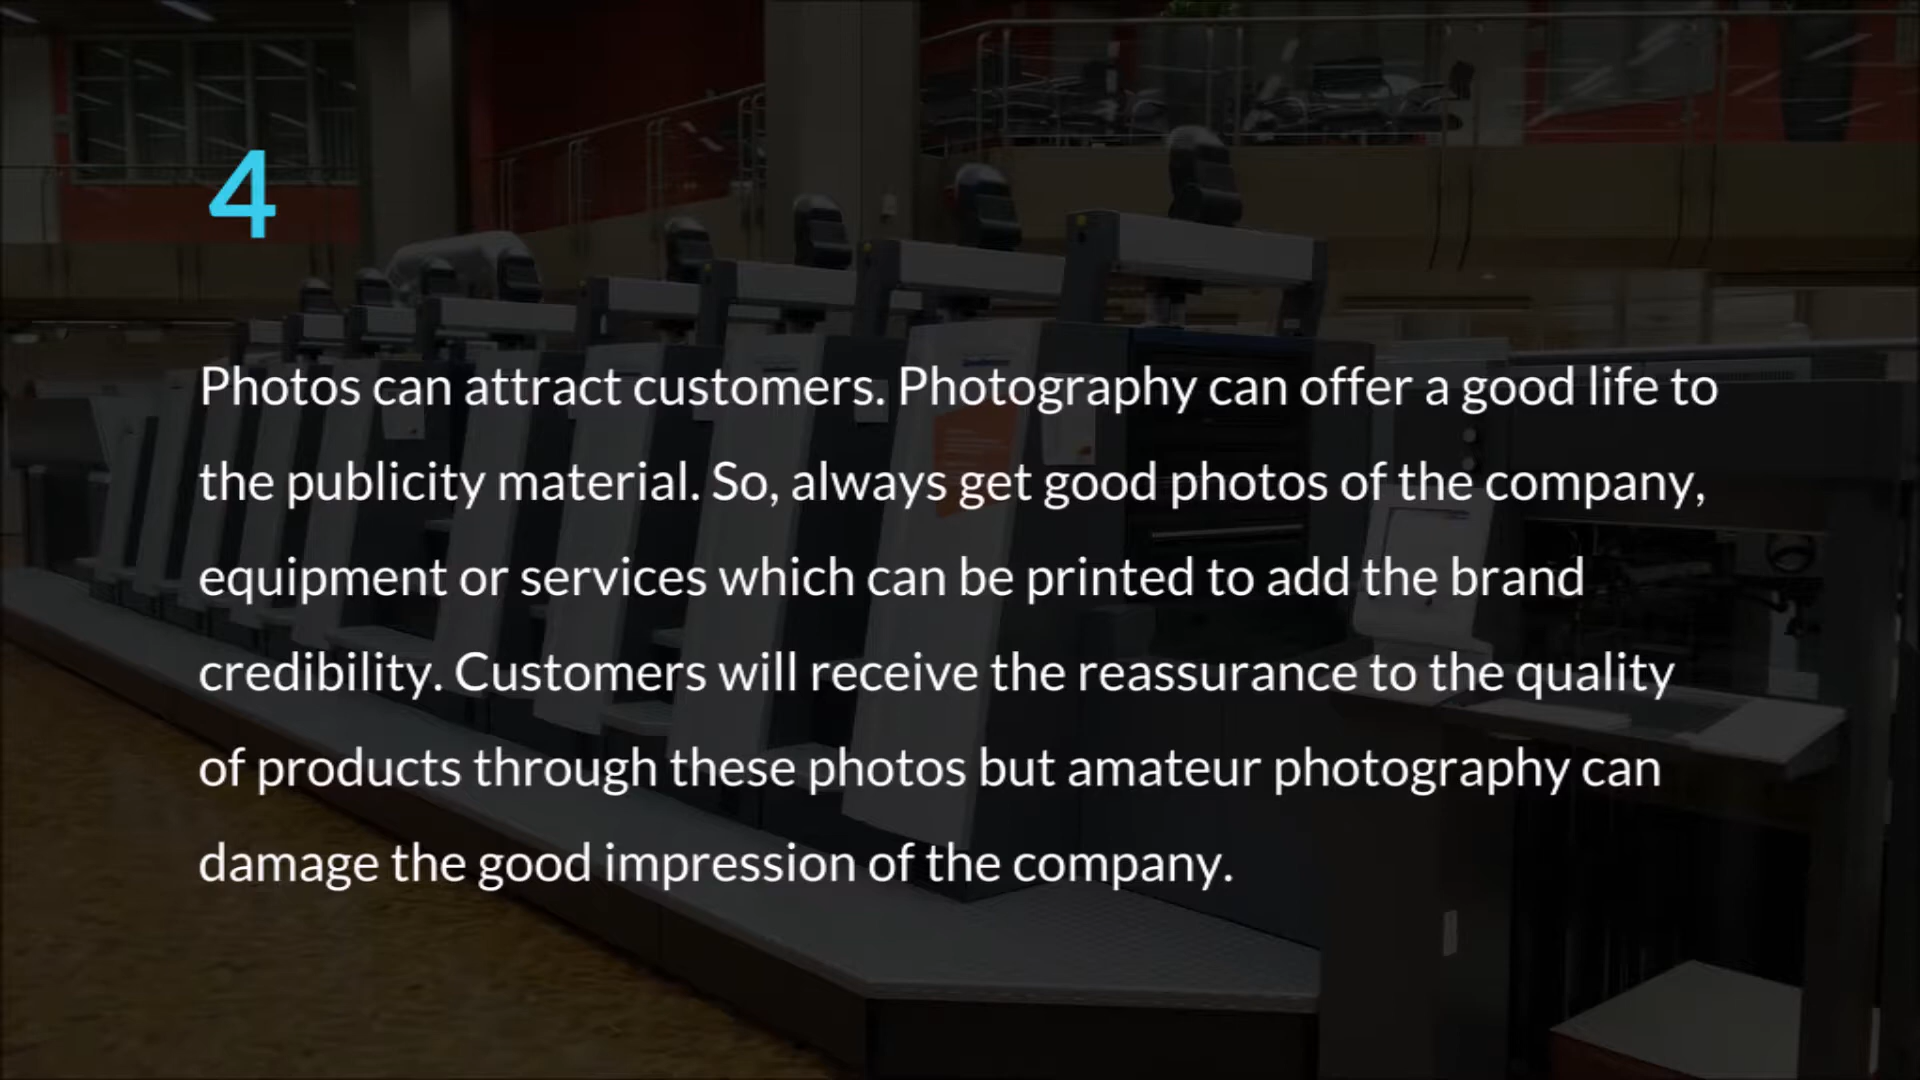 4
Photos can attract customers. Photography can offer a good life to
the publicity material. So, always get good photos of the company,
equipment or services which can be printed to add the brand
credibility. Customers will receive the reassurance to the quality
of products through these photos but amateur photography can
damage the good impression of the company.